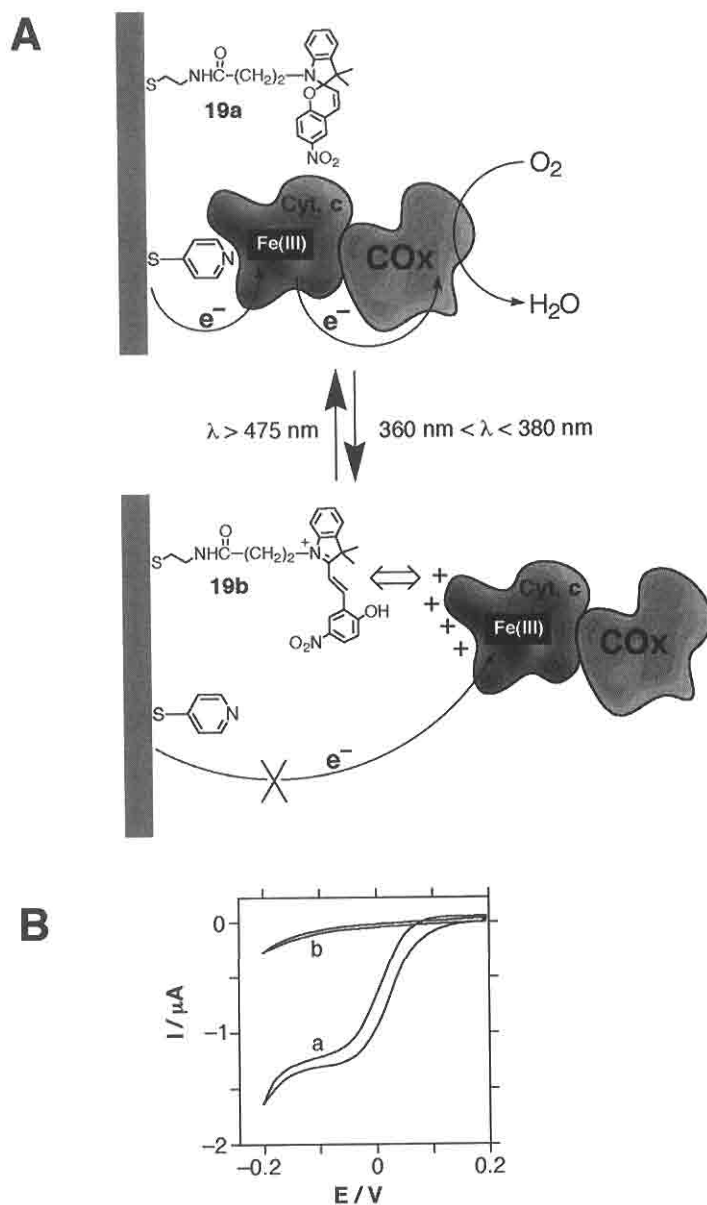 A
S NHC(CH2)2–N
O
O
19a
NO2
Cyt. c
Fe(III)
COx
O2
H2O
S N
e− e−
λ > 475 nm 360 nm < λ < 380 nm
S NHC(CH2)2–N+
O
19b
OH
O2N
+
+
+
+
Cyt. c
Fe(III)
COx
S N
e−
B
0
−1
−2
I / μA
b
a
−0.2 0 0.2
E / V